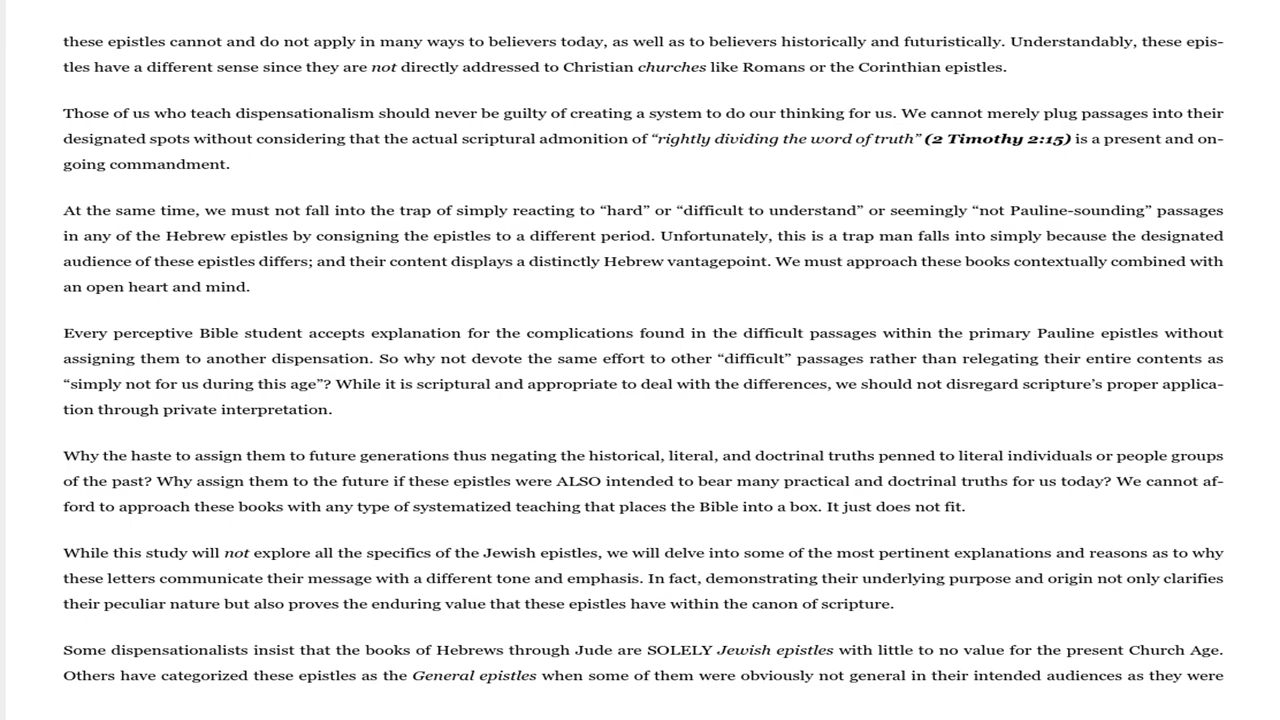 these epistles cannot and do not apply in many ways to believers today, as well as to believers historically and futuristically. Understandably, these epis-
tles have a different sense since they are not directly addressed to Christian churches like Romans or the Corinthian epistles.
Those of us who teach dispensationalism should never be guilty of creating a system to do our thinking for us. We cannot merely plug passages into their
designated spots without considering that the actual scriptural admonition of “rightly dividing the word of truth” (2 Timothy 2:15) is a present and on-
going commandment.
At the same time, we must not fall into the trap of simply reacting to “hard” or “difficult to understand” or seemingly “not Pauline-sounding” passages
in any of the Hebrew epistles by consigning the epistles to a different period. Unfortunately, this is a trap man falls into simply because the designated
audience of these epistles differs; and their content displays a distinctly Hebrew vantagepoint. We must approach these books contextually combined with
an open heart and mind.
Every perceptive Bible student accepts explanation for the complications found in the difficult passages within the primary Pauline epistles without
assigning them to another dispensation. So why not devote the same effort to other “difficult” passages rather than relegating their entire contents as
“simply not for us during this age”? While it is scriptural and appropriate to deal with the differences, we should not disregard scripture’s proper applica-
tion through private interpretation.
Why the haste to assign them to future generations thus negating the historical, literal, and doctrinal truths penned to literal individuals or people groups
of the past? Why assign them to the future if these epistles were ALSO intended to bear many practical and doctrinal truths for us today? We cannot af-
ford to approach these books with any type of systematized teaching that places the Bible into a box. It just does not fit.
While this study will not explore all the specifics of the Jewish epistles, we will delve into some of the most pertinent explanations and reasons as to why
these letters communicate their message with a different tone and emphasis. In fact, demonstrating their underlying purpose and origin not only clarifies
their peculiar nature but also proves the enduring value that these epistles have within the canon of scripture.
Some dispensationalists insist that the books of Hebrews through Jude are SOLELY Jewish epistles with little to no value for the present Church Age.
Others have categorized these epistles as the General epistles when some of them were obviously not general in their intended audiences as they were